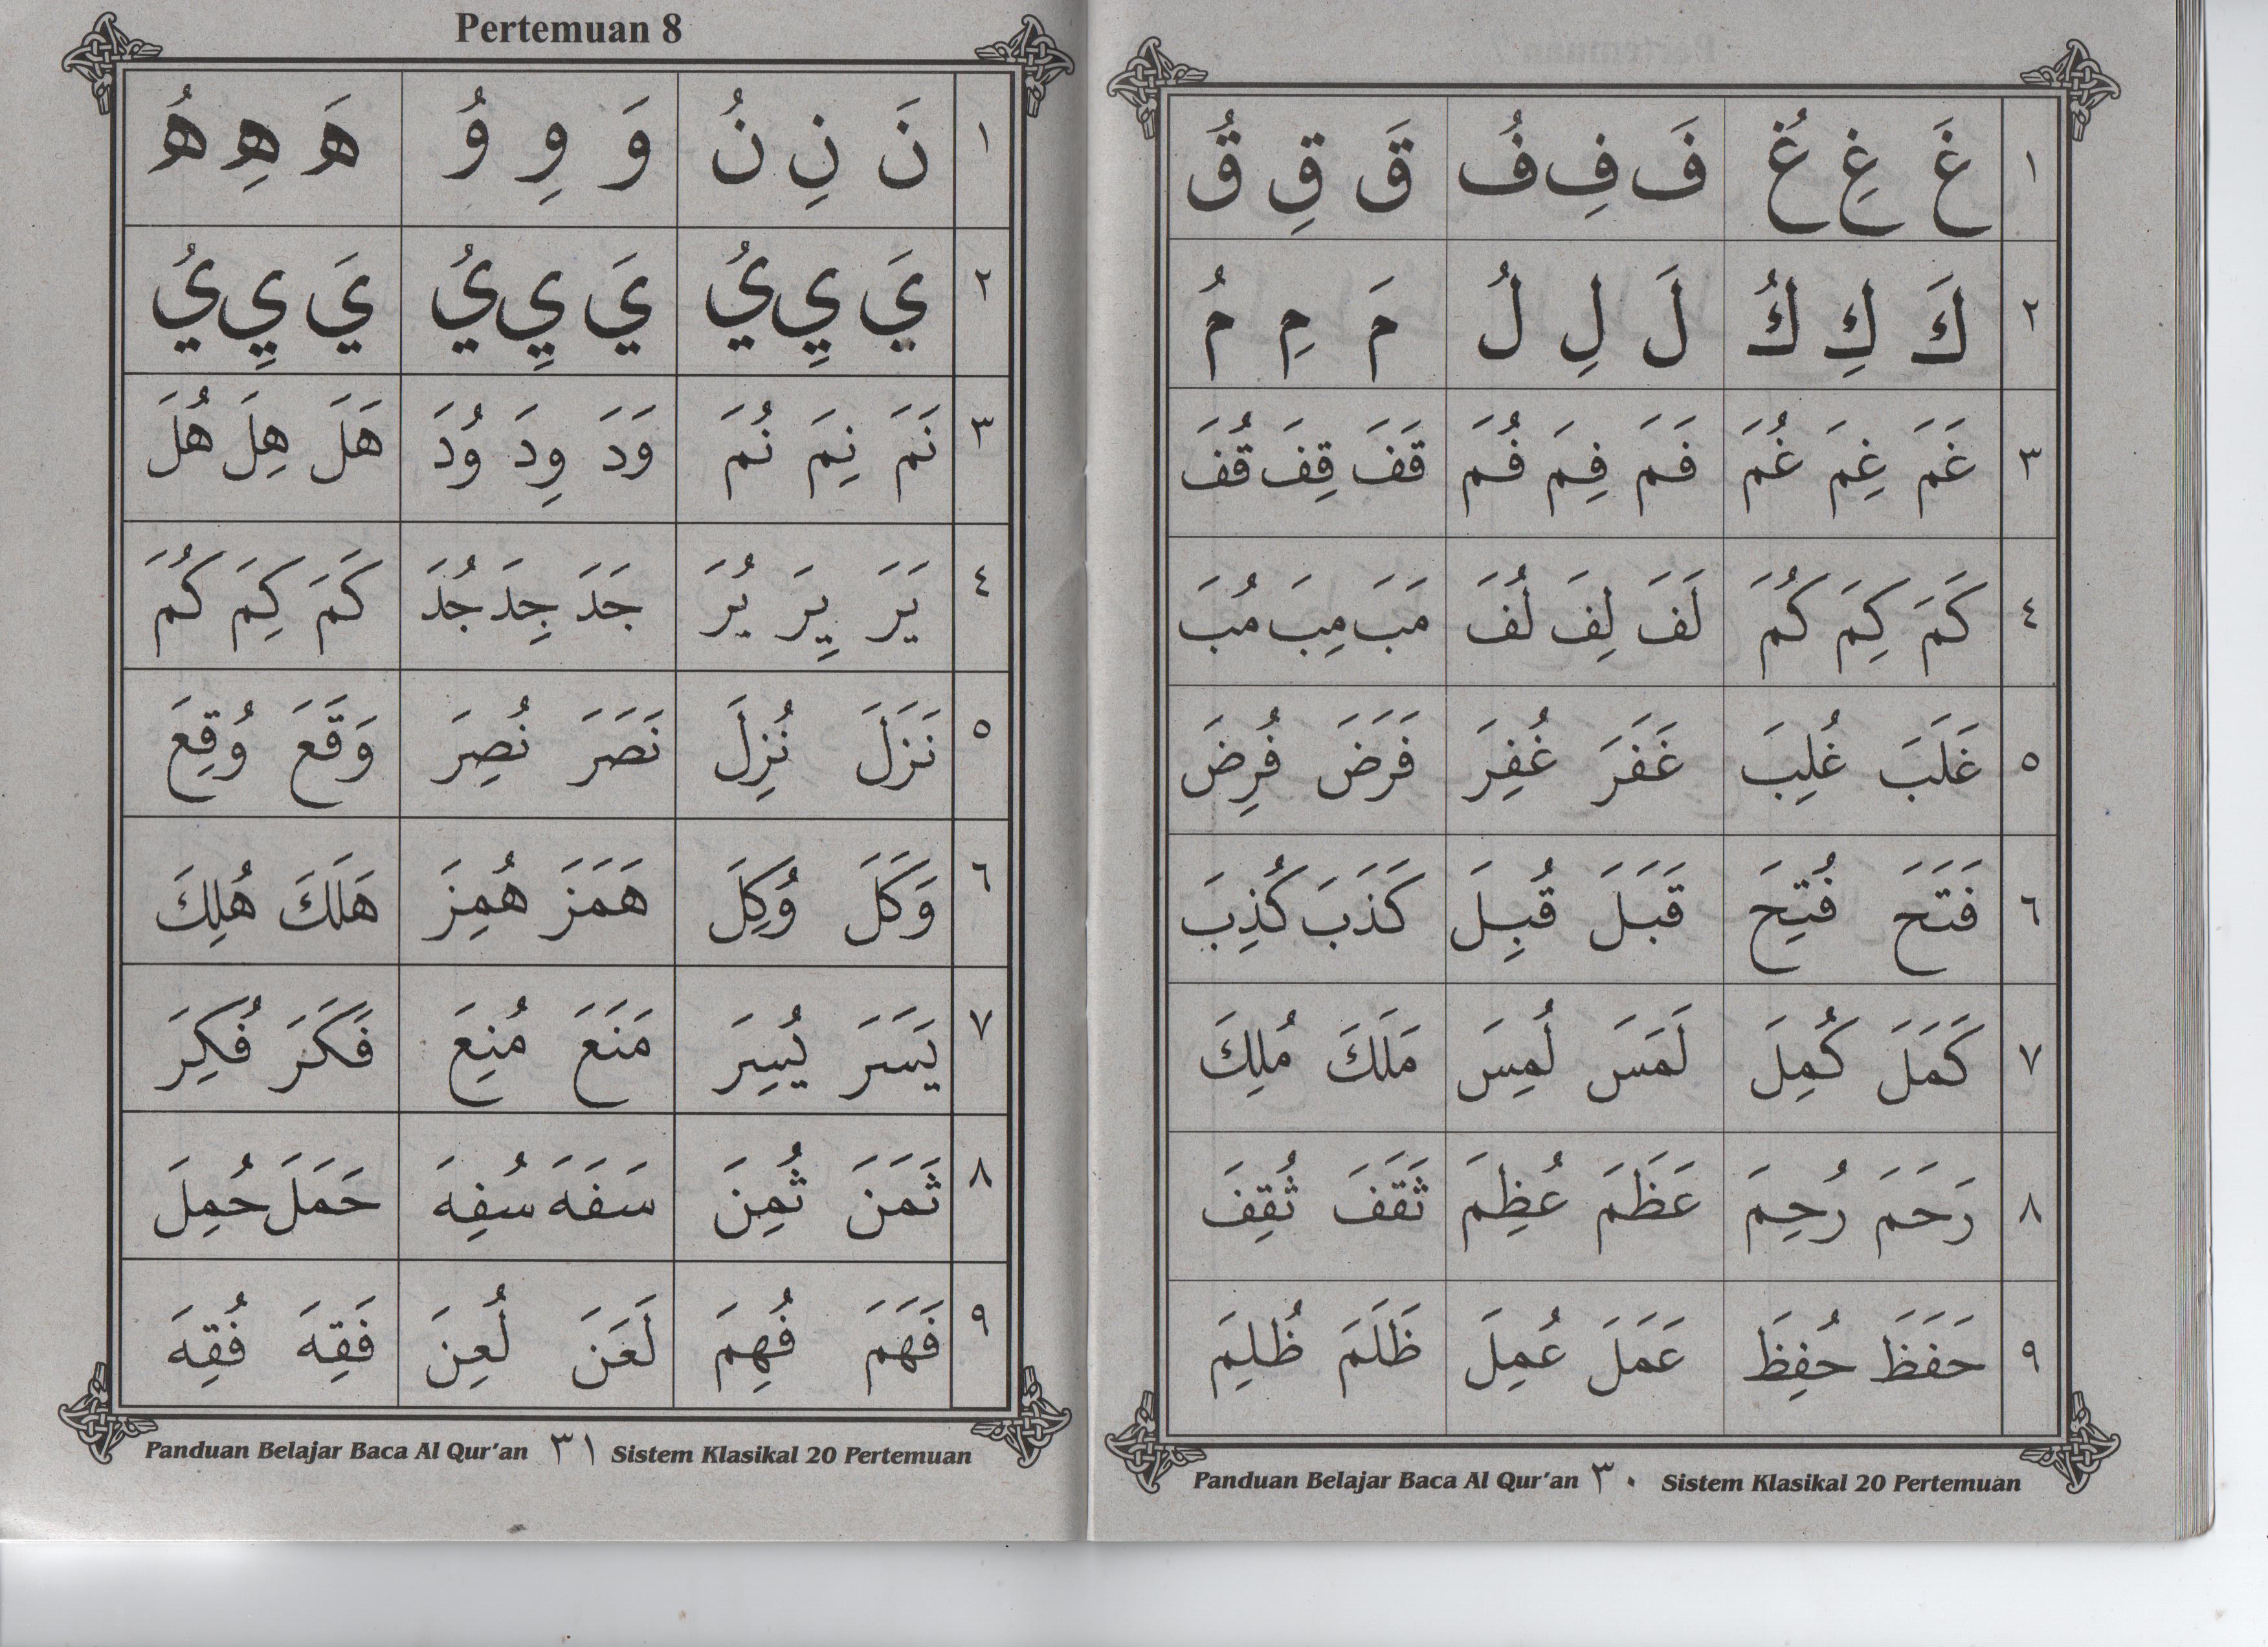 غَ غِ غُ فَ فِ فُ قَ قِ قُ ١
كَ كِ كُ لَ لِ لُ مَ مِ مُ ٢
غَمَ غِمَ غُمَ فَمَ فِمَ فُمَ قَفَ قِفَ قُفَ ٣
كَمَ كِمَ كُمَ لَفَ لِفَ لُفَ مَبَ مِبَ مُبَ ٤
غَلَبَ غُلِبَ غَفَرَ غُفِرَ فَرَضَ فُرِضَ ٥
فَتَحَ فُتِحَ قَبَلَ قُبِلَ كَذَبَ كُذِبَ ٦
كَمَلَ كُمِلَ لَمَسَ لُمِسَ مَلَكَ مُلِكَ ٧
رَحَمَ رُحِمَ عَظَمَ عُظِمَ ثَقَفَ ثُقِفَ ٨
حَفَظَ حُفِظَ عَمَلَ عُمِلَ ظَلَمَ ظُلِمَ ٩
Panduan Belajar Baca Al Qur'an ٣٠ Sistem Klasikal 20 Pertemuan
Pertemuan 8
نَ نِ نُ وَ وِ وُ هَ هِ هُ ١
يَ يِ يُ يَ يِ يُ يَ يِ يُ ٢
نَمَ نِمَ نُمَ وَدَ وِدَ وُدَ هَلَ هِلَ هُلَ ٣
يَرَ يِرَ يُرَ جَدَ جِدَ جُدَ كَمَ كِمَ كُمَ ٤
نَزَلَ نُزِلَ نَصَرَ نُصِرَ وَقَعَ وُقِعَ ٥
وَكَلَ وُكِلَ هَمَزَ هُمِزَ هَلَكَ هُلِكَ ٦
يَسَرَ يُسِرَ مَنَعَ مُنِعَ فَكَرَ فُكِرَ ٧
ثَمَنَ ثُمِنَ سَفَهَ سُفِهَ حَمَلَ حُمِلَ ٨
فَهَمَ فُهِمَ لَعَنَ لُعِنَ فَقِهَ فُقِهَ ٩
Panduan Belajar Baca Al Qur'an ٣١ Sistem Klasikal 20 Pertemuan